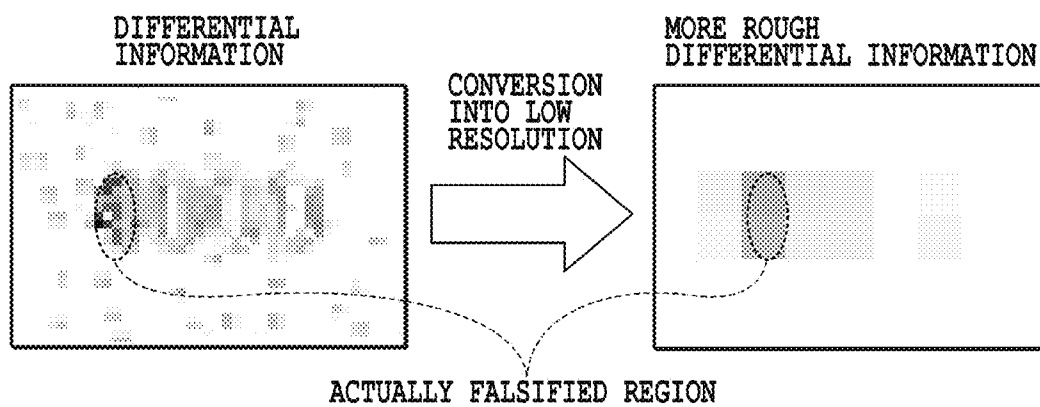 DIFFERENTIAL
INFORMATION
CONVERSION
INTO LOW
RESOLUTION
MORE ROUGH
DIFFERENTIAL INFORMATION
ACTUALLY FALSIFIED REGION